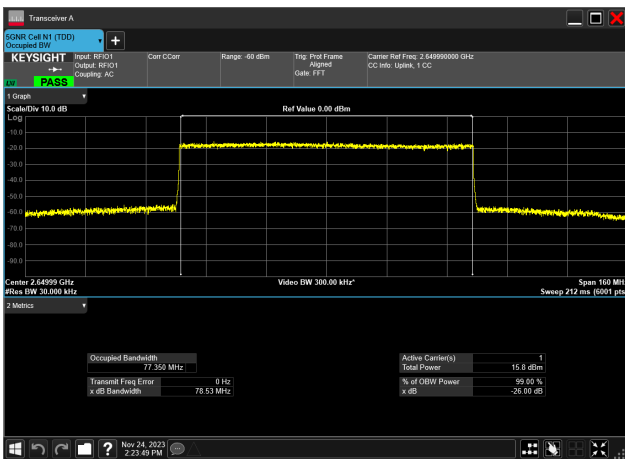 Transceiver A
5GNR Cell N1 (TDD)
Occupied BW
KEYSIGHT
PASS
Input: RFIO1
Output: RFIO1
Coupling: AC
Corr CCorr
Range: -60 dBm
Trig: Prot Frame
Aligned
Gate: FFT
Carrier Ref Freq: 2.649990000 GHz
CC Info: Uplink, 1 CC
1 Graph
Scale/Div 10.0 dB
Ref Value 0.00 dBm
Log
-10.0
-20.0
-30.0
-40.0
-50.0
-60.0
-70.0
-80.0
-90.0
Center 2.64999 GHz
Video BW 300.00 kHz*
Span 160 MH
#Res BW 30.000 kHz
Sweep 212 ms (6001 pts
2 Metrics
Occupied Bandwidth
77.350 MHz
Active Carrier(s) 1
Total Power 15.8 dBm
Transmit Freq Error 0 Hz
x dB Bandwidth 78.53 MHz
% of OBW Power 99.00 %
x dB -26.00 dB
Nov 24, 2023
2:23:49 PM